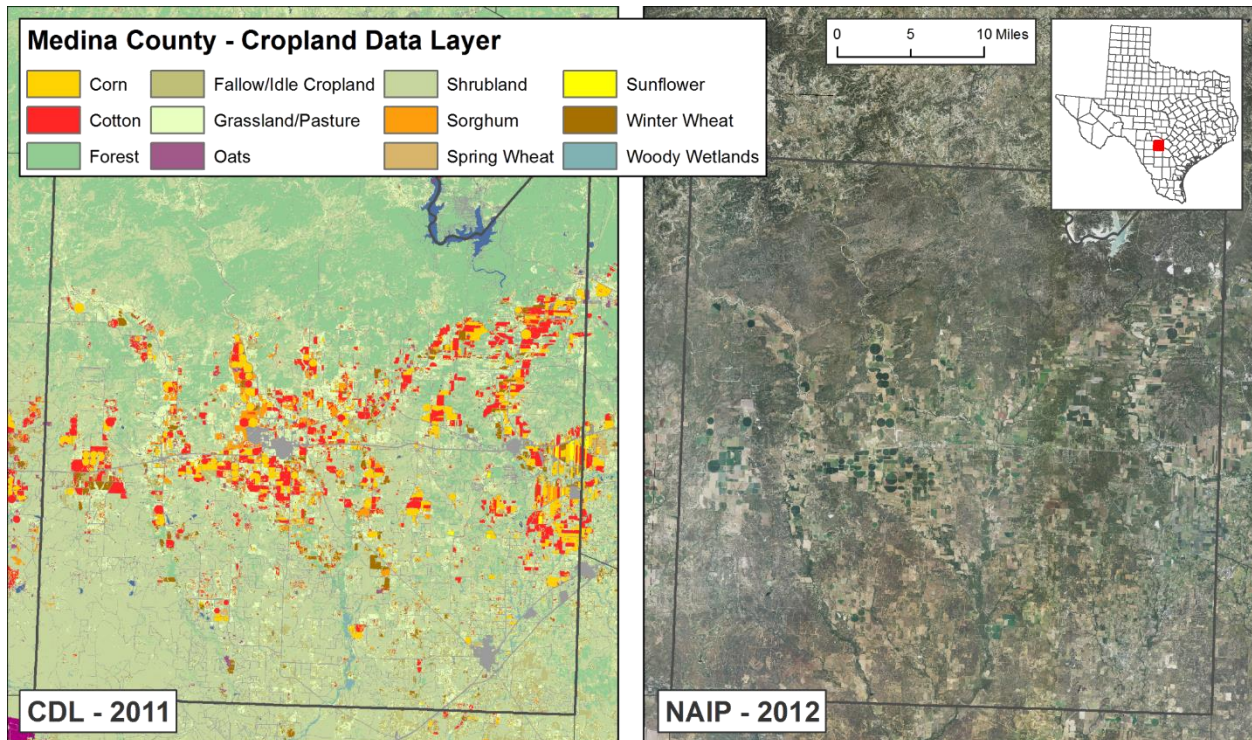 Medina County - Cropland Data Layer
Corn
Fallow/Idle Cropland
Shrubland
Sunflower
Cotton
Grassland/Pasture
Sorghum
Winter Wheat
Forest
Oats
Spring Wheat
Woody Wetlands
0 5 10 Miles
CDL - 2011
NAIP - 2012